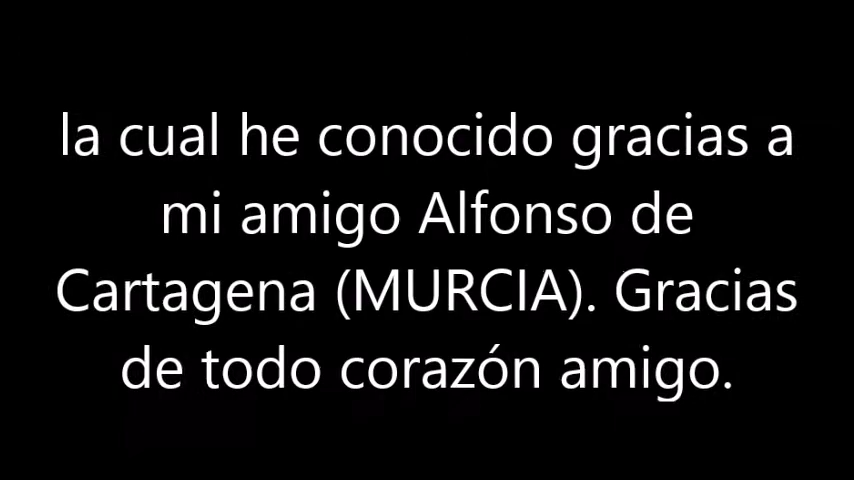 la cual he conocido gracias a
mi amigo Alfonso de
Cartagena (MURCIA). Gracias
de todo corazón amigo.